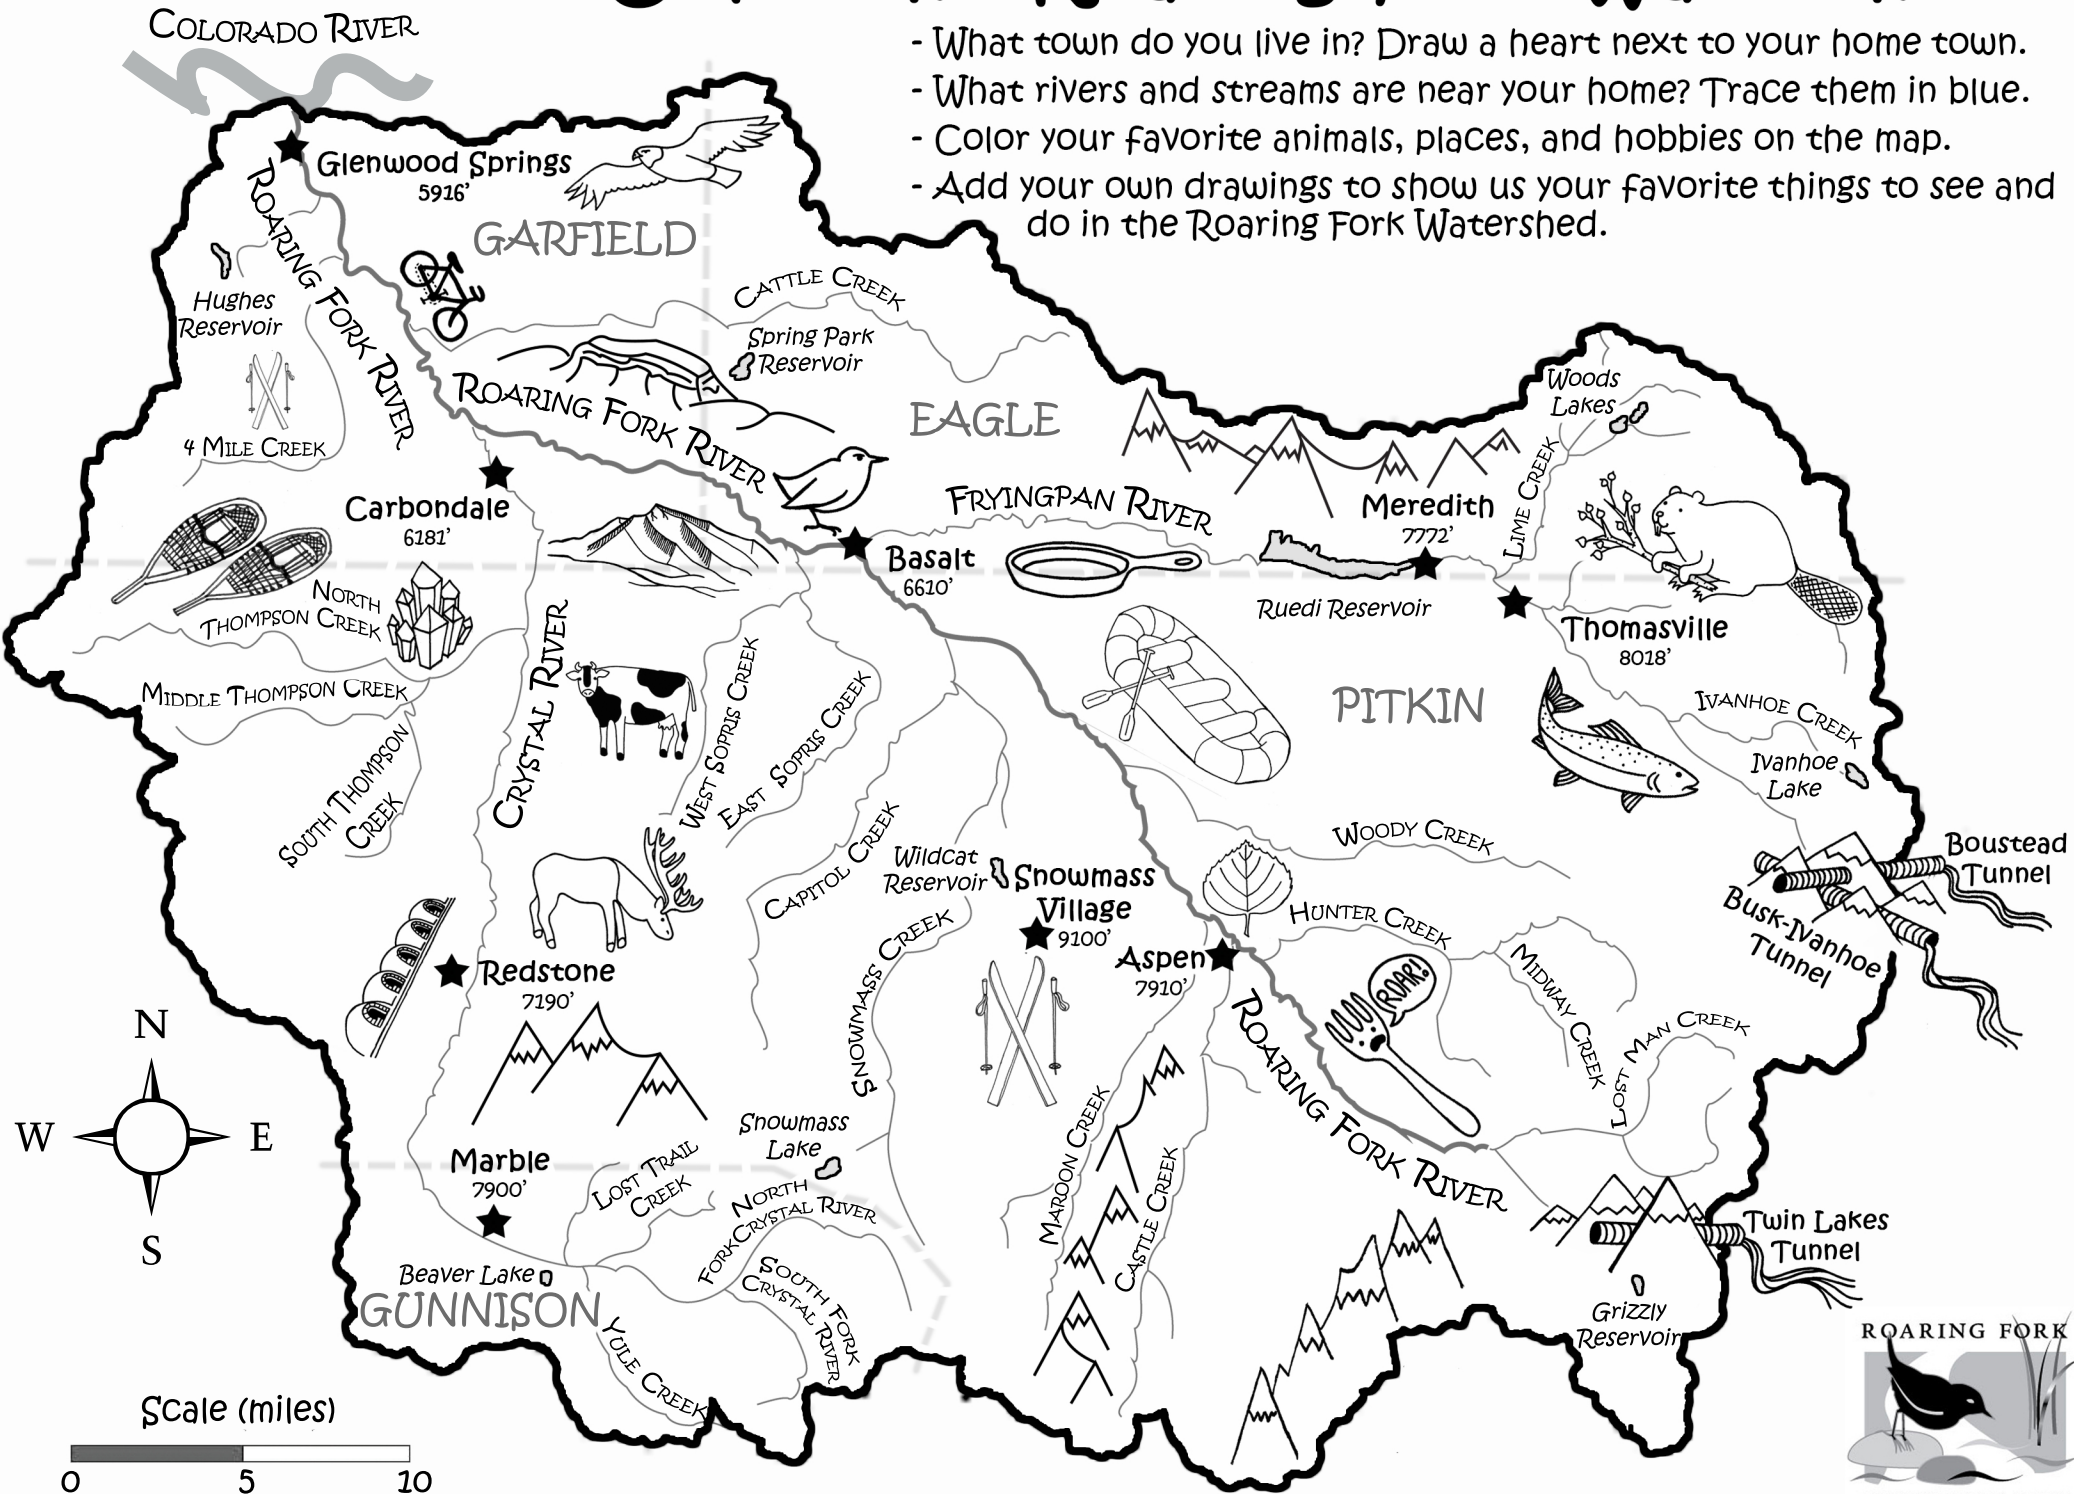 COLORADO RIVER
- What town do you live in? Draw a heart next to your home town.
- What rivers and streams are near your home? Trace them in blue.
- Color your favorite animals, places, and hobbies on the map.
- Add your own drawings to show us your favorite things to see and
do in the Roaring Fork Watershed.
Glenwood Springs
5916'
ROARING FORK RIVER
GARFIELD
Hughes
Reservoir
CATTLE CREEK
Spring Park
Reservoir
4 MILE CREEK
ROARING FORK RIVER
EAGLE
Woods
Lakes
LIME CREEK
Carbondale
6181'
FRYINGPAN RIVER
Meredith
7772'
Basalt
6610'
Ruedi Reservoir
Thomasville
8018'
NORTH
THOMPSON CREEK
MIDDLE THOMPSON CREEK
SOUTH THOMPSON
CREEK
CRYSTAL RIVER
WEST SOPRIS CREEK
EAST SOPRIS CREEK
PITKIN
IVANHOE CREEK
Ivanhoe
Lake
CAPITOL CREEK
Wildcat
Reservoir
Snowmass
Village
9100'
WOODY CREEK
Boustead
Tunnel
Busk-Ivanhoe
Tunnel
HUNTER CREEK
SNOWMASS CREEK
Aspen
7910'
ROAR!
MIDWAY CREEK
LOST MAN CREEK
Redstone
7190'
ROARING FORK RIVER
N
W
E
S
Snowmass
Lake
MAROON CREEK
CASTLE CREEK
Marble
7900'
LOST TRAIL
CREEK
NORTH
FORK CRYSTAL RIVER
SOUTH FORK
CRYSTAL RIVER
Beaver Lake
GUNNISON
YULE CREEK
Twin Lakes
Tunnel
Grizzly
Reservoir
Scale (miles)
0 5 10
ROARING FORK